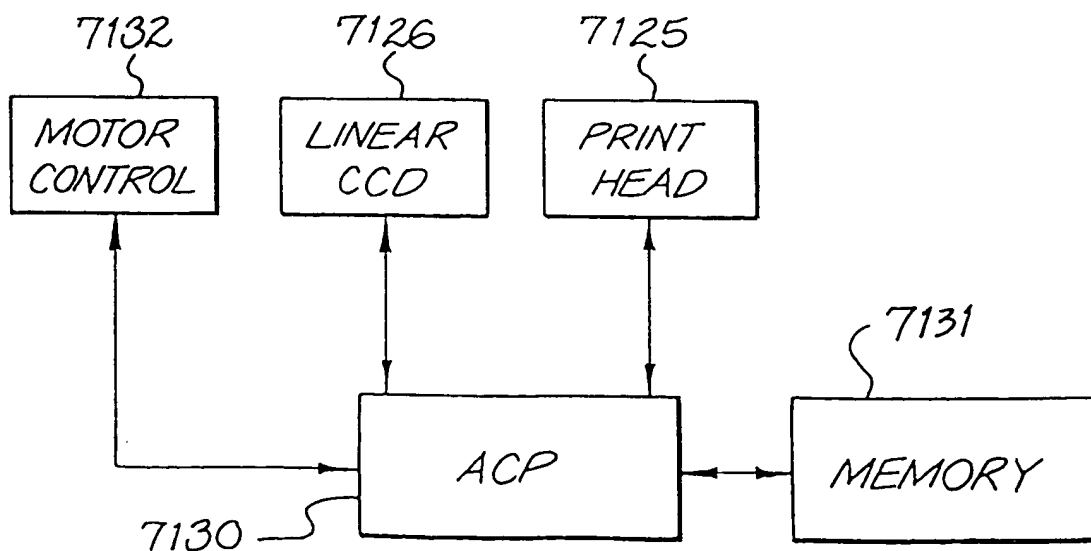 7132
7126
7125
MOTOR
CONTROL
LINEAR
CCD
PRINT
HEAD
7131
ACP
MEMORY
7130